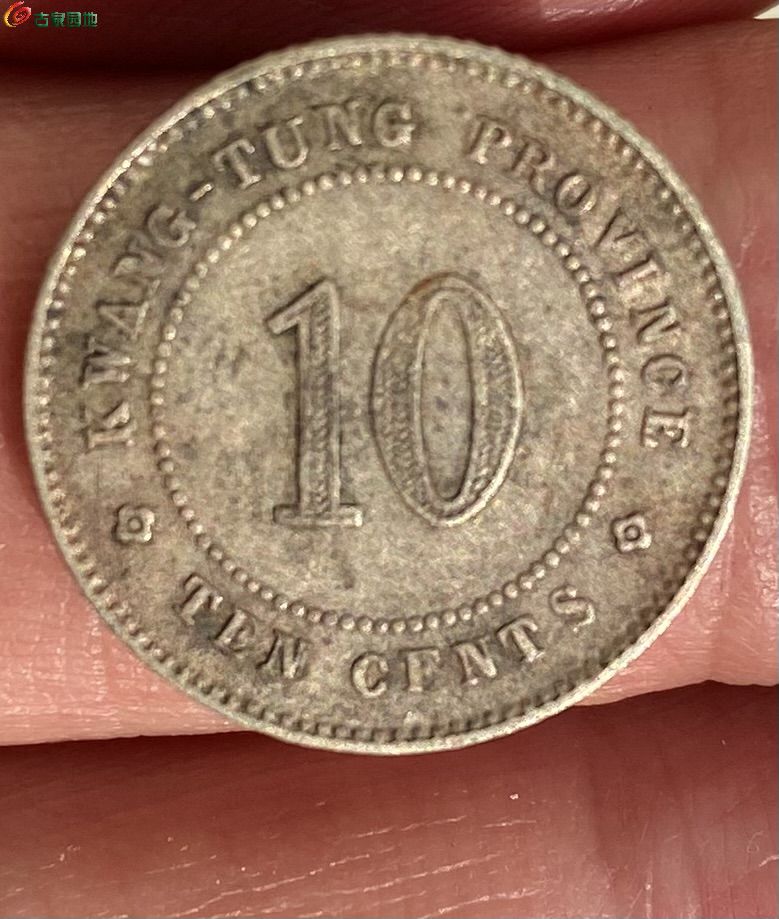 古泉园地
KWANG-TUNG PROVINCE
10
TEN CENTS